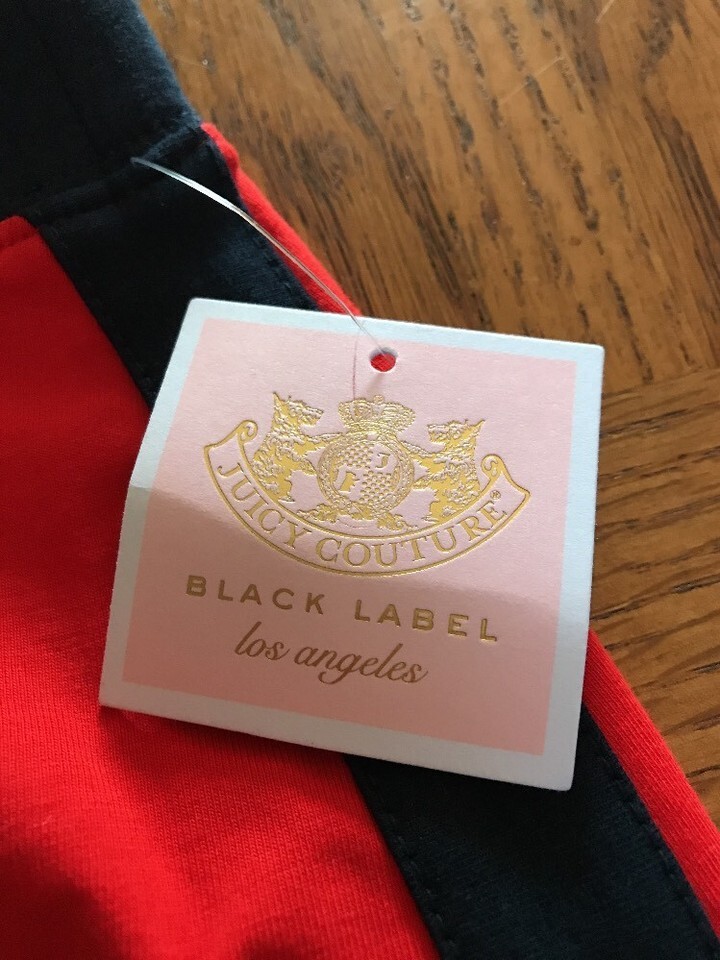 J
F
JUICY COUTURE®
BLACK LABEL
los angeles